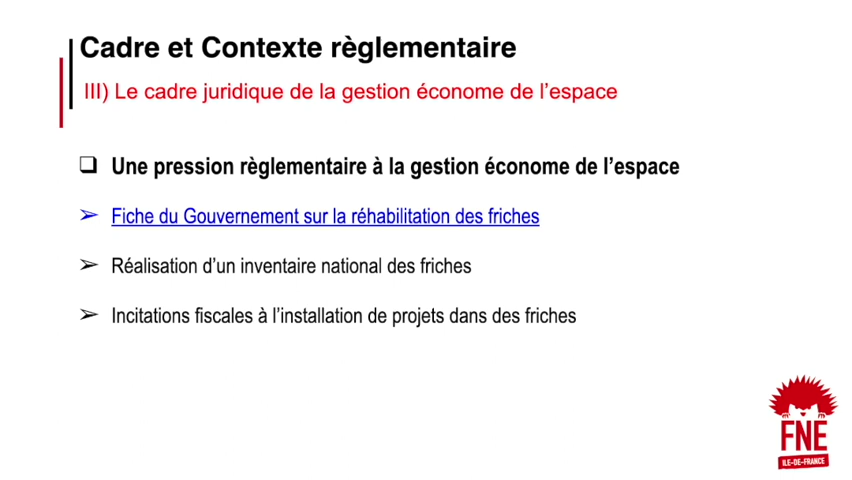 Cadre et Contexte règlementaire
III) Le cadre juridique de la gestion économe de l'espace
❑ Une pression règlementaire à la gestion économe de l'espace
➢ Fiche du Gouvernement sur la réhabilitation des friches
➢ Réalisation d'un inventaire national des friches
➢ Incitations fiscales à l'installation de projets dans des friches
FNE
ILE-DE-FRANCE